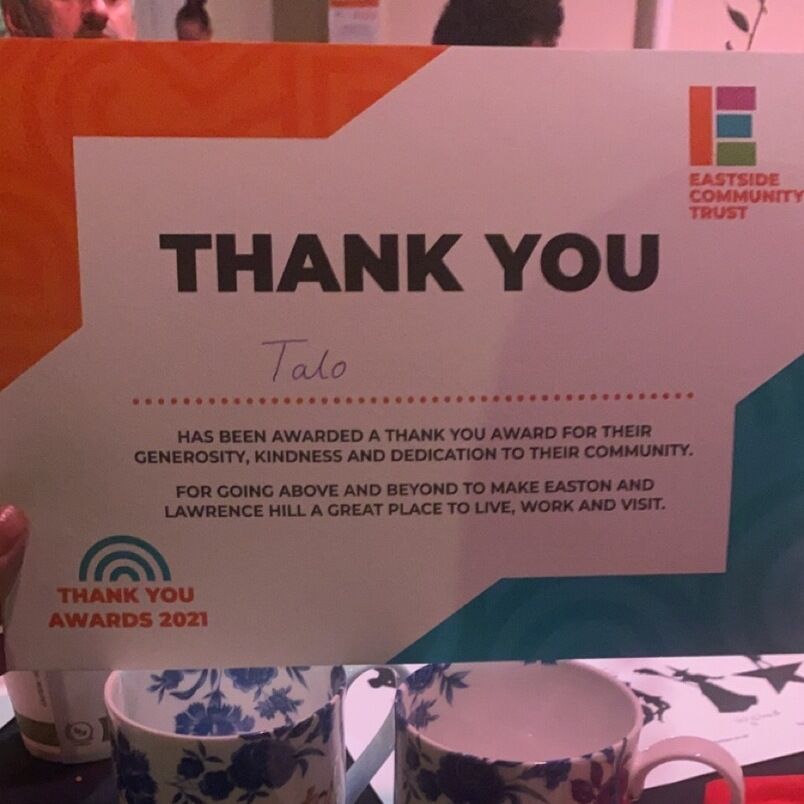 EASTSIDE
COMMUNITY
TRUST
THANK YOU
Talo
HAS BEEN AWARDED A THANK YOU AWARD FOR THEIR
GENEROSITY, KINDNESS AND DEDICATION TO THEIR COMMUNITY.
FOR GOING ABOVE AND BEYOND TO MAKE EASTON AND
LAWRENCE HILL A GREAT PLACE TO LIVE, WORK AND VISIT.
THANK YOU
AWARDS 2021